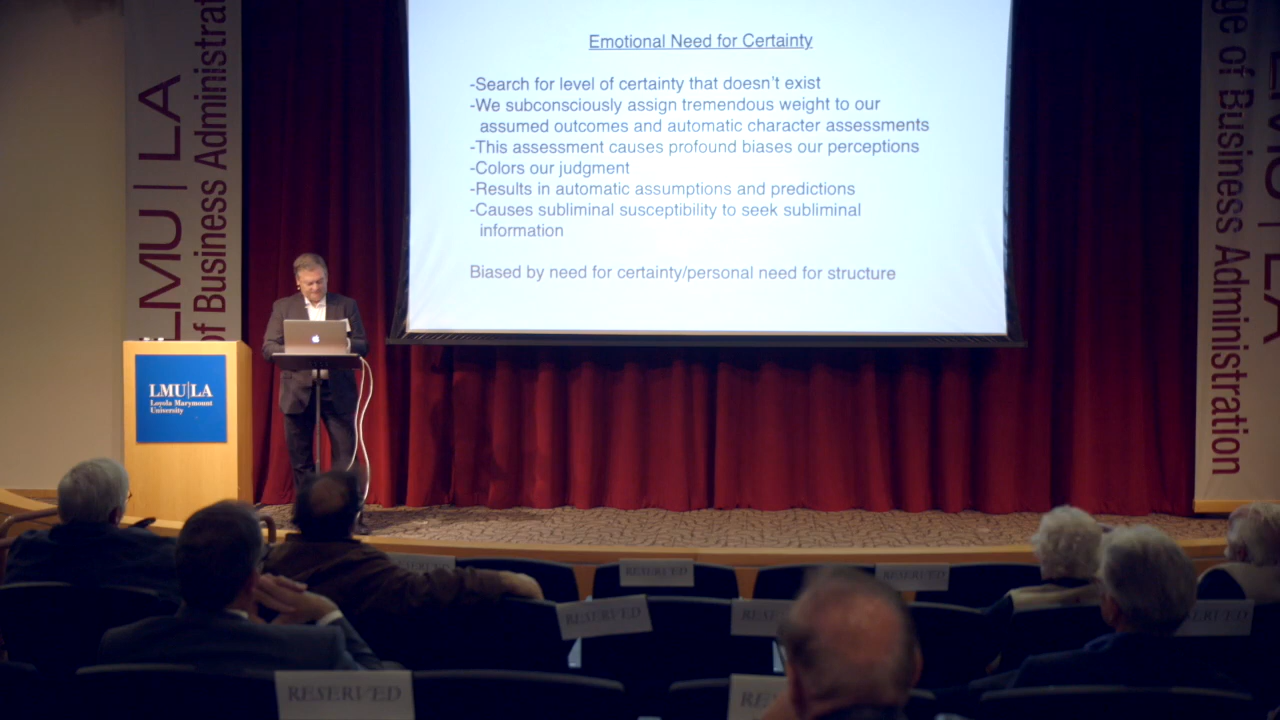 Emotional Need for Certainty
-Search for level of certainty that doesn't exist
-We subconsciously assign tremendous weight to our
assumed outcomes and automatic character assessments
-This assessment causes profound biases our perceptions
-Colors our judgment
-Results in automatic assumptions and predictions
-Causes subliminal susceptibility to seek subliminal
information
Biased by need for certainty/personal need for structure
LMU | LA
of Business Administrat
ge of Business Administration
LMU | LA
LMU|LA
Loyola Marymount
University
RESERVED
RESERVED
RESERVED
RESERVED
RESERVED
RESERVED